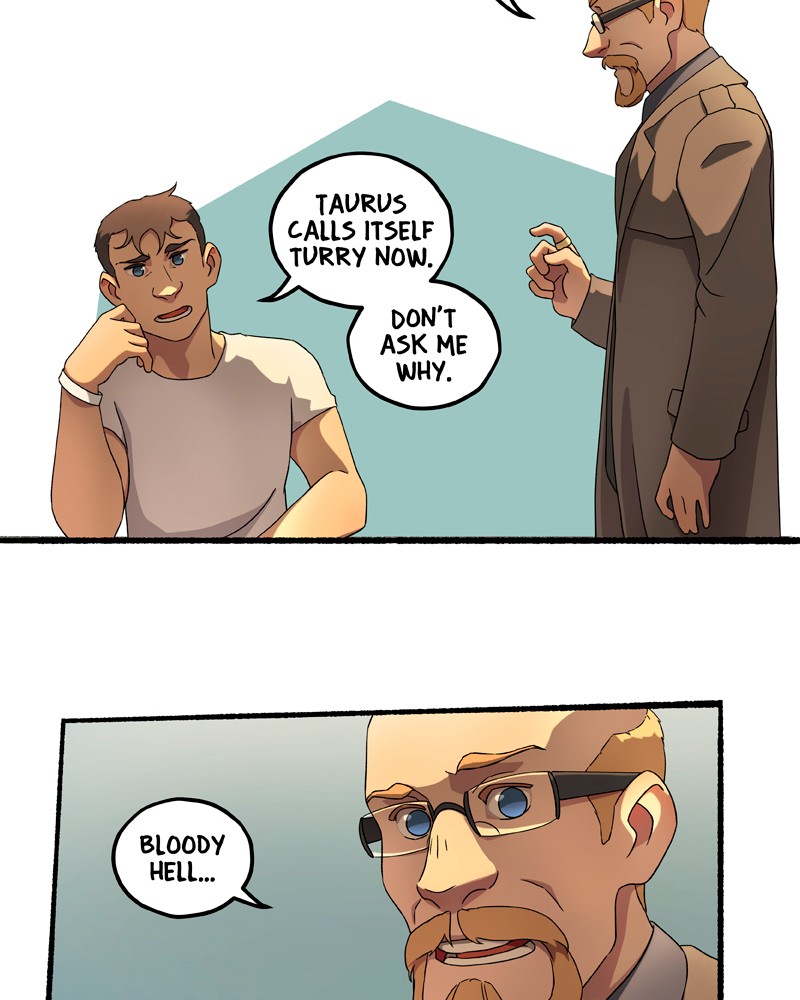 TAURUS
CALLS ITSELF
TURRY NOW.
DON'T
ASK ME
WHY.
BLOODY
HELL...